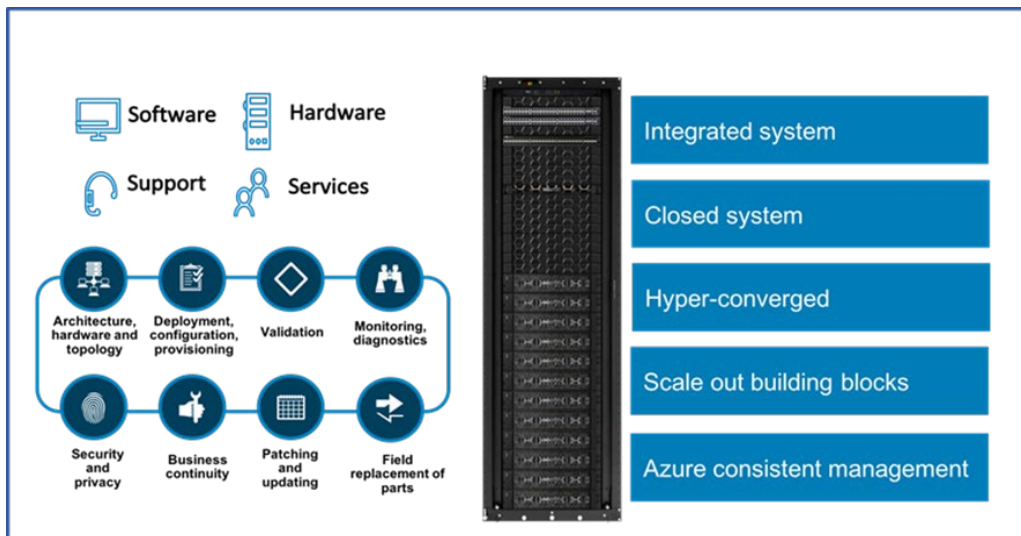 Software
Hardware
Support
Services
Architecture,
hardware and
topology
Deployment,
configuration,
provisioning
Validation
Monitoring,
diagnostics
Security
and
privacy
Business
continuity
Patching
and
updating
Field
replacement of
parts
Integrated system
Closed system
Hyper-converged
Scale out building blocks
Azure consistent management